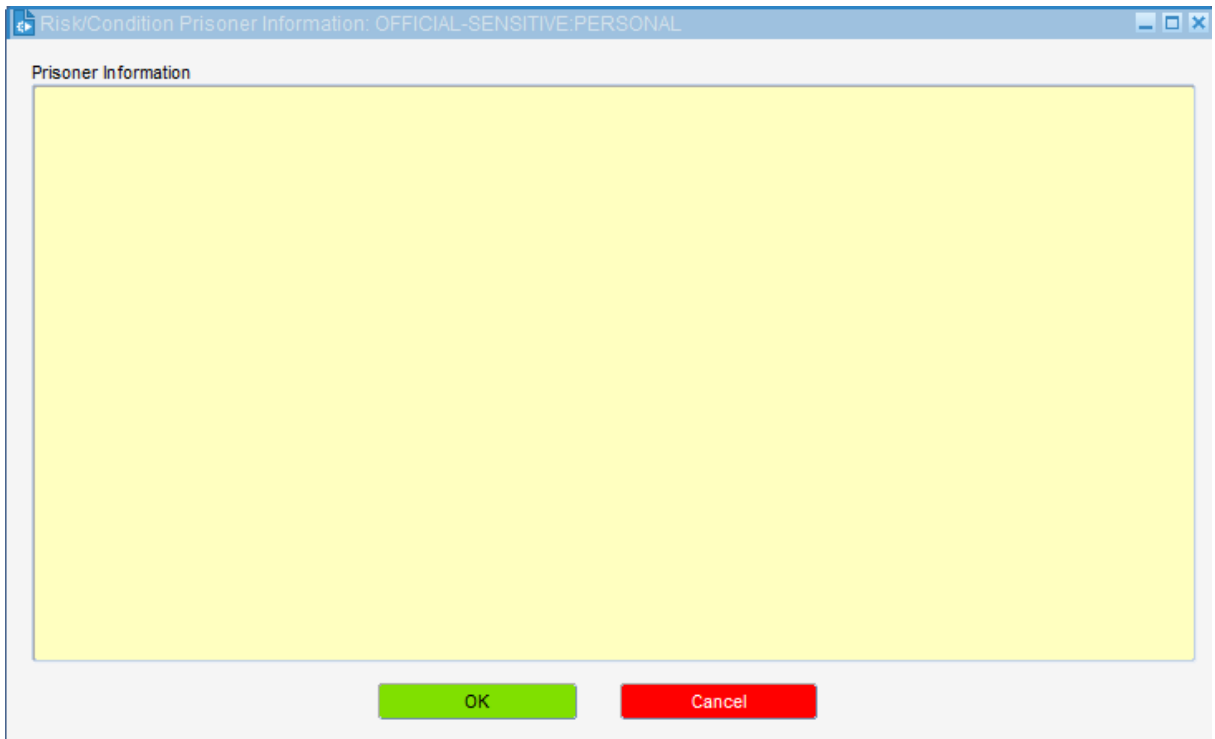 Risk/Condition Prisoner Information: OFFICIAL-SENSITIVE:PERSONAL
Prisoner Information
OK
Cancel